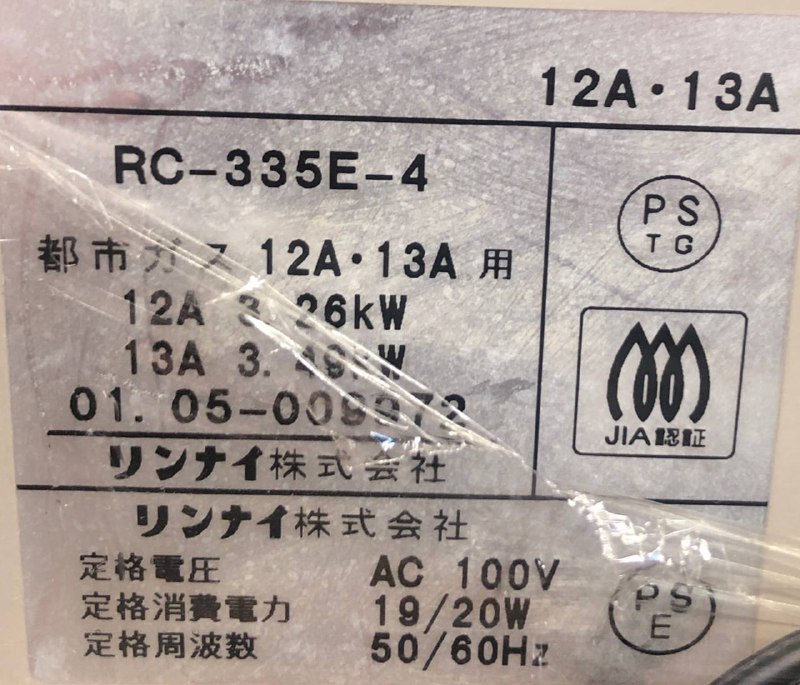 12A・13A
RC-335E-4
都市ガス 12A・13A 用
12A 3.26kW
13A 3.49kW
01.05-009972
リンナイ株式会社
PS
TG
JIA認証
リンナイ株式会社
定格電圧 AC 100V
定格消費電力 19/20W
定格周波数 50/60Hz
PS
E